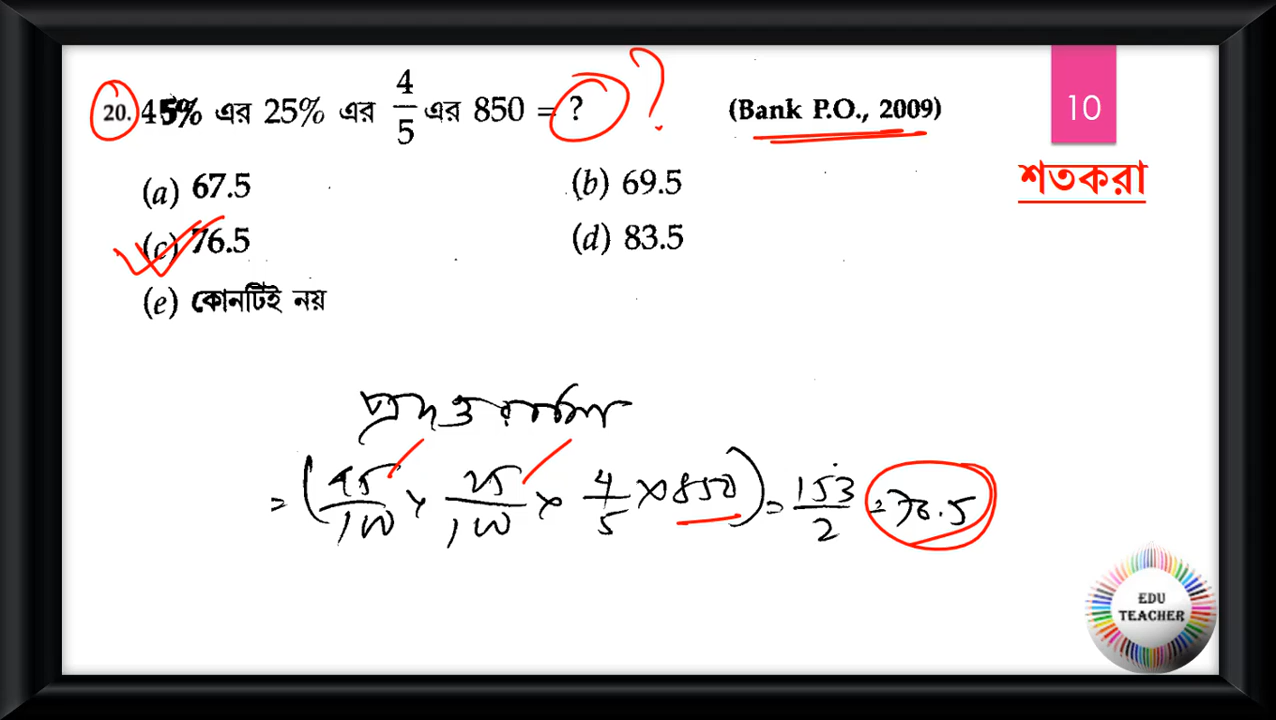 20. 45% এর 25% এর 4/5 এর 850 = ? ?
(Bank P.O., 2009)
10
শতকরা
(a) 67.5
(b) 69.5
(c) 76.5
(d) 83.5
(e) কোনটিই নয়
প্রদত্ত রাশিমালা
= (45/100 × 25/100 × 4/5 × 850) = 153/2 = 76.5
EDU
TEACHER